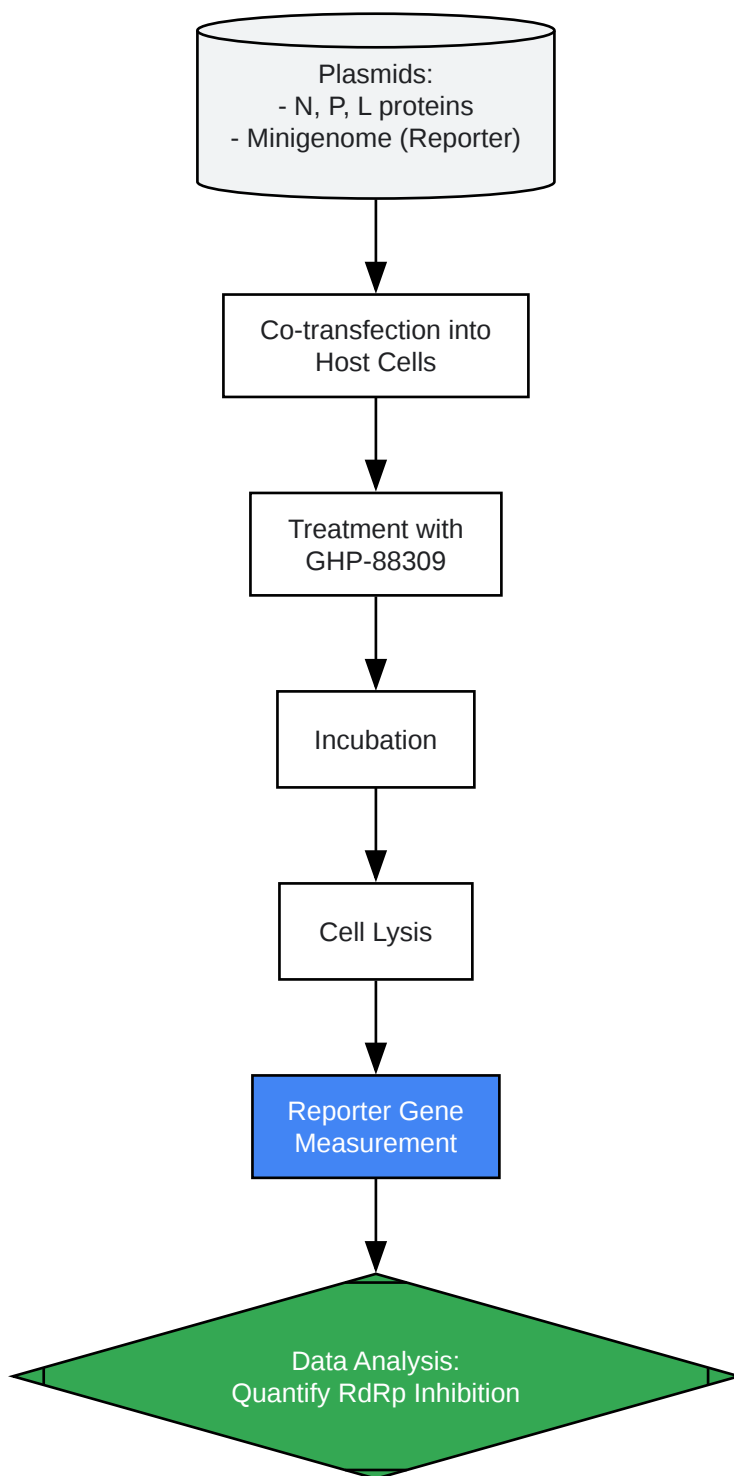 Plasmids:
- N, P, L proteins
- Minigenome (Reporter)
Co-transfection into
Host Cells
Treatment with
GHP-88309
Incubation
Cell Lysis
Reporter Gene
Measurement
Data Analysis:
Quantify RdRp Inhibition